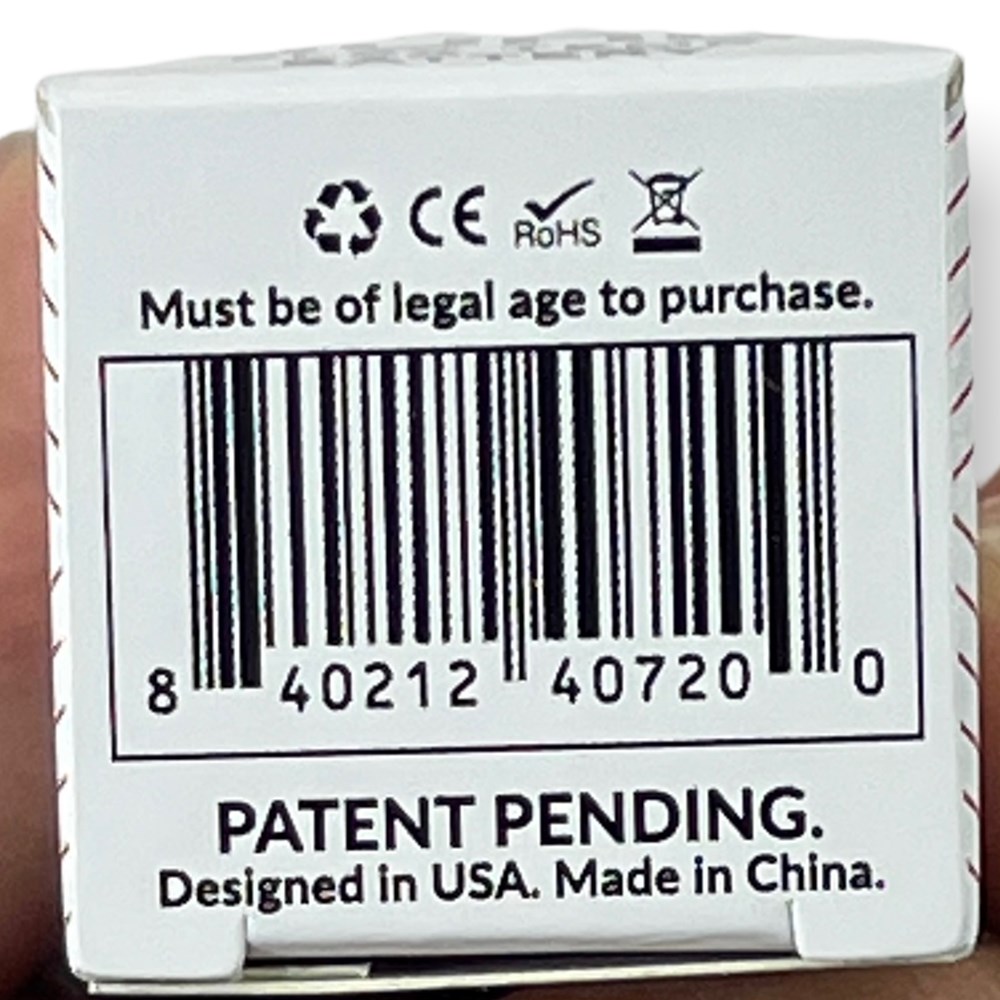 CE RoHS
Must be of legal age to purchase.
8 40212 40720 0
PATENT PENDING.
Designed in USA. Made in China.